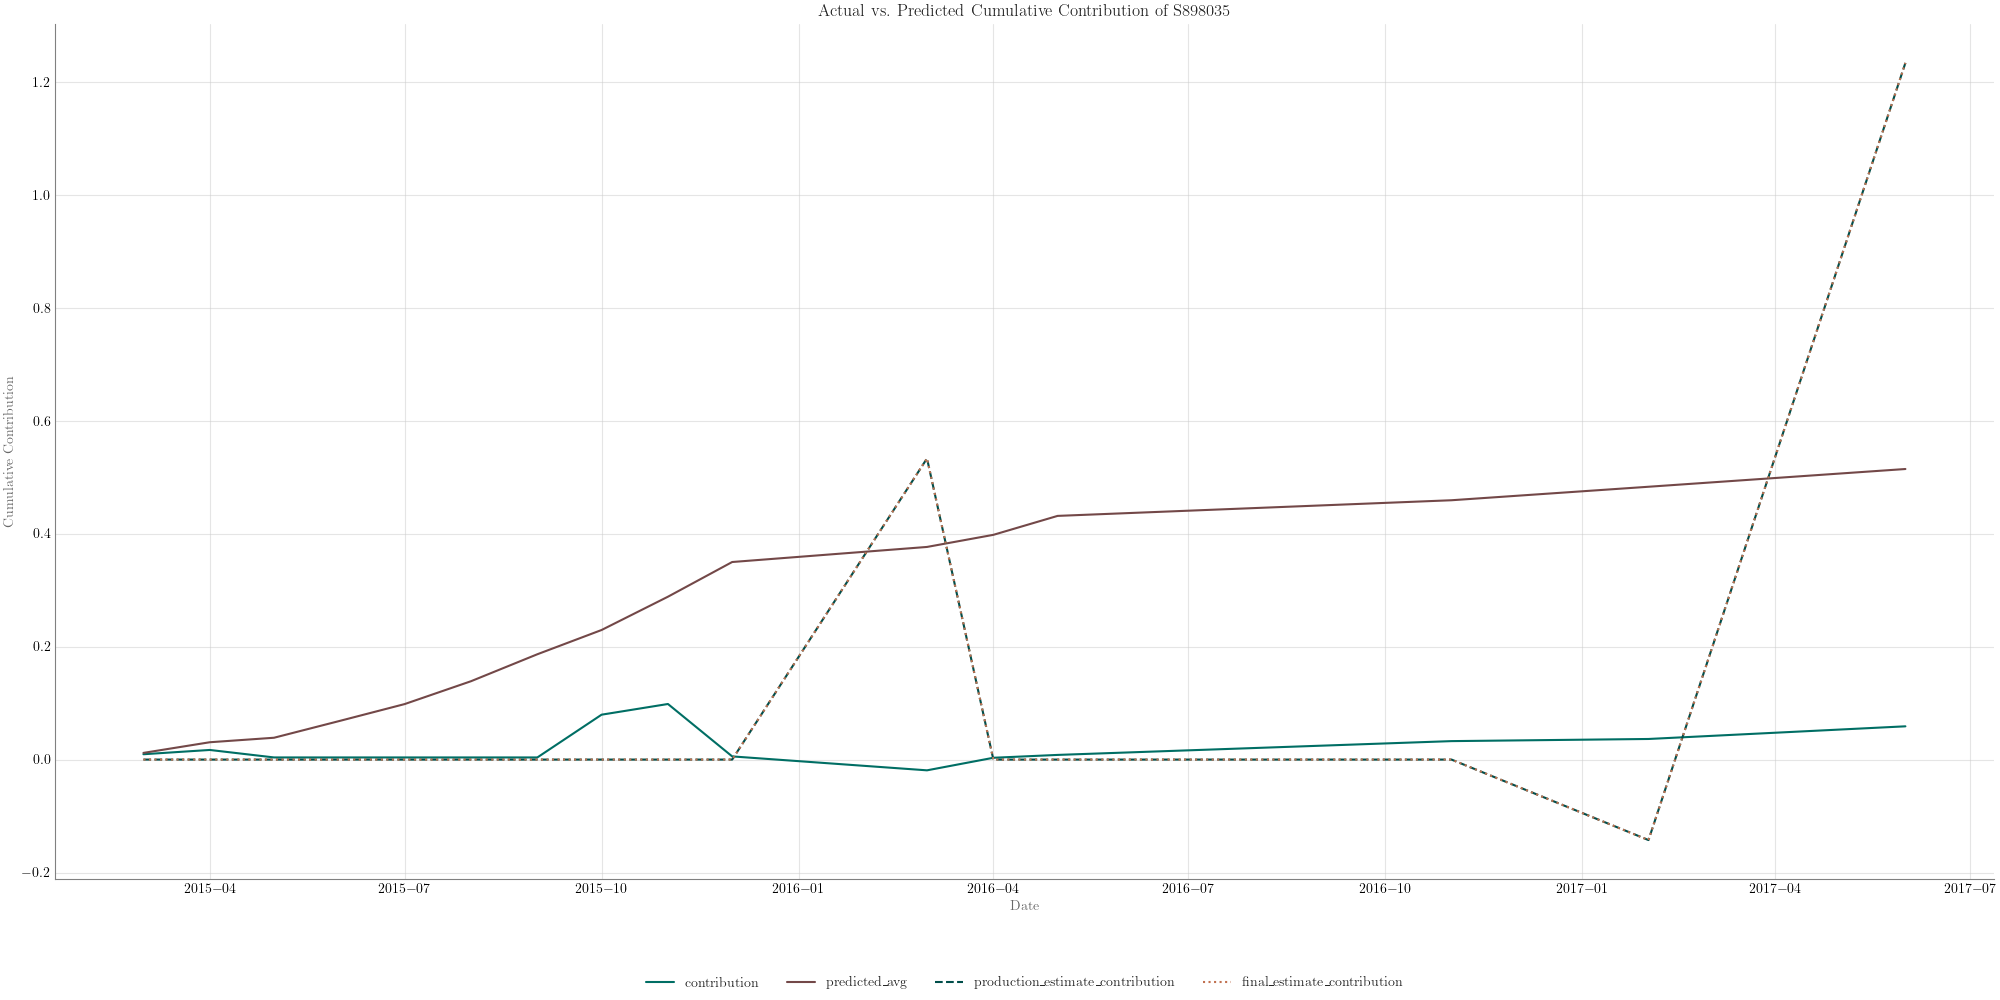 Actual vs. Predicted Cumulative Contribution of S898035
1.2
1.0
0.8
0.6
0.4
0.2
0.0
−0.2
Cumulative Contribution
2015−04 2015−07 2015−10 2016−01 2016−04 2016−07 2016−10 2017−01 2017−04 2017−07
Date
contribution predicted_avg production_estimate_contribution final_estimate_contribution